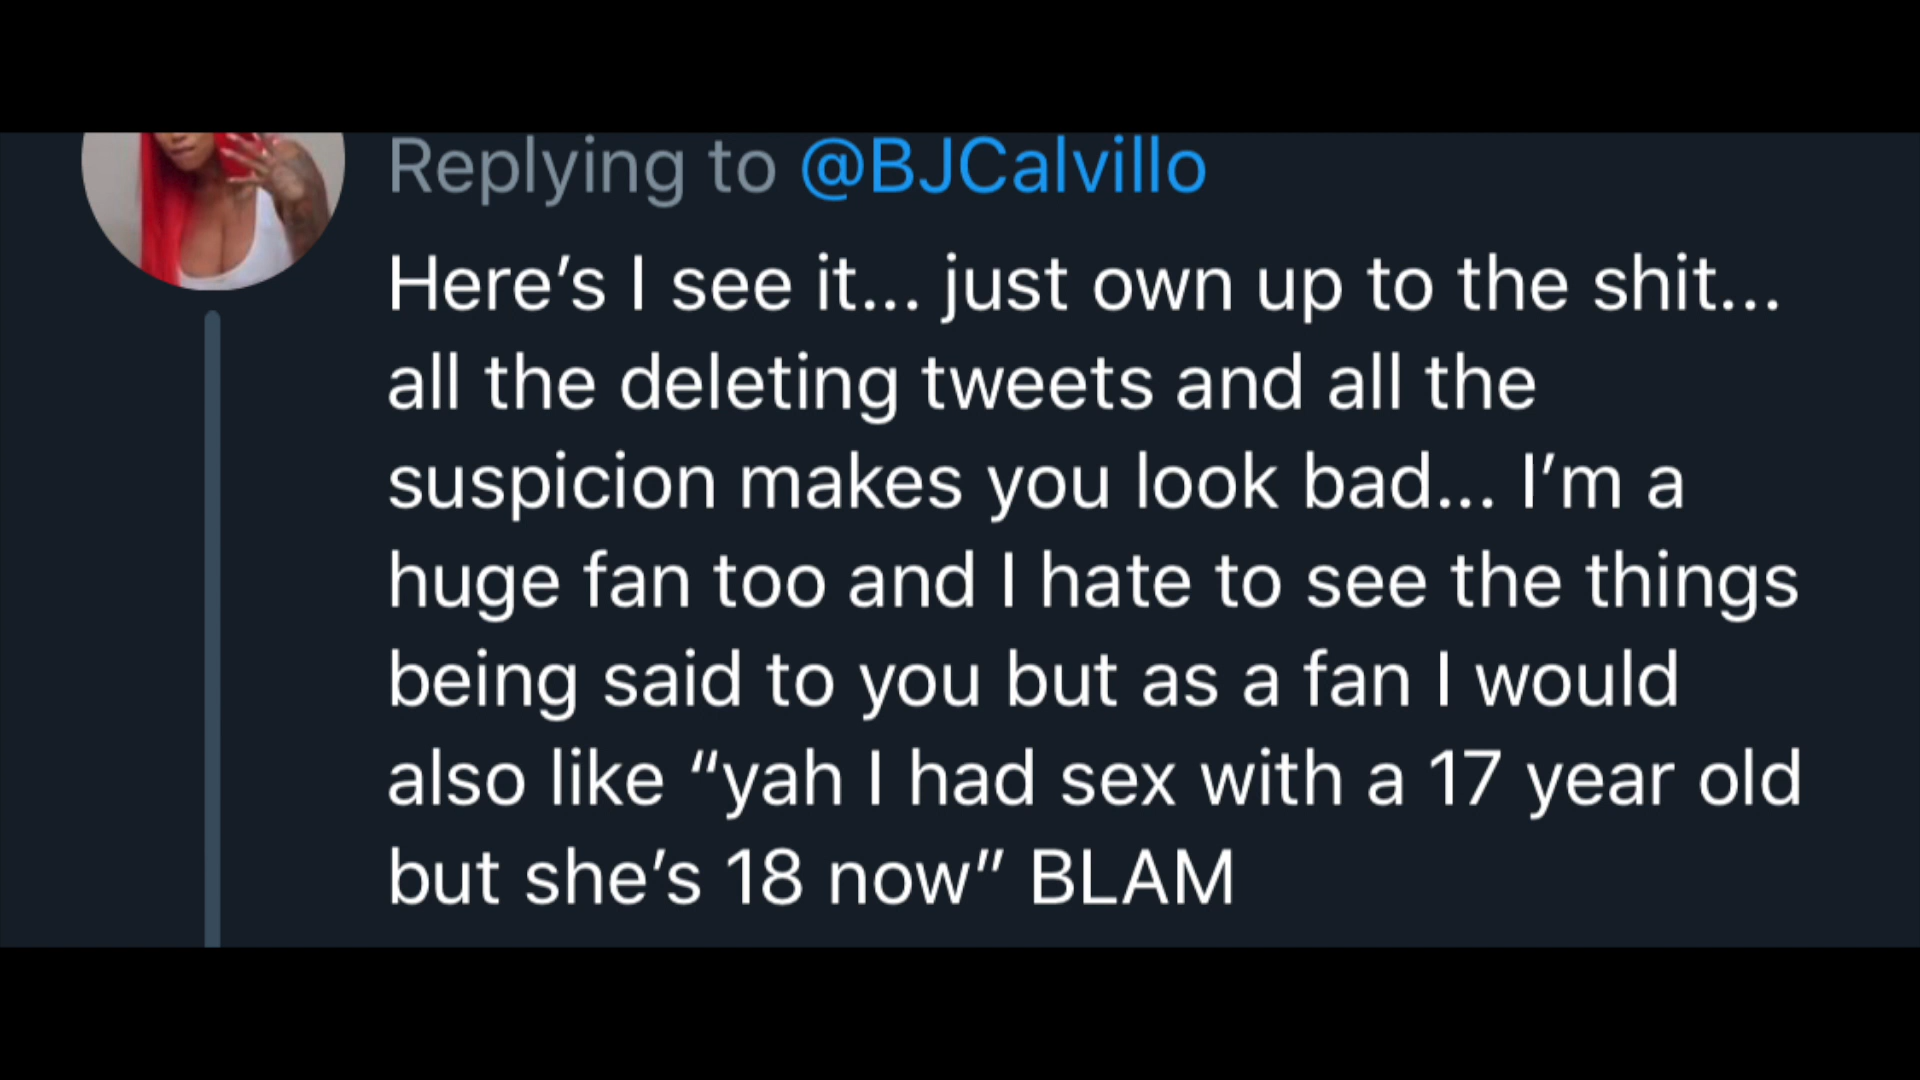 Replying to @BJCalvillo
Here’s I see it... just own up to the shit...
all the deleting tweets and all the
suspicion makes you look bad... I’m a
huge fan too and I hate to see the things
being said to you but as a fan I would
also like “yah I had sex with a 17 year old
but she’s 18 now” BLAM